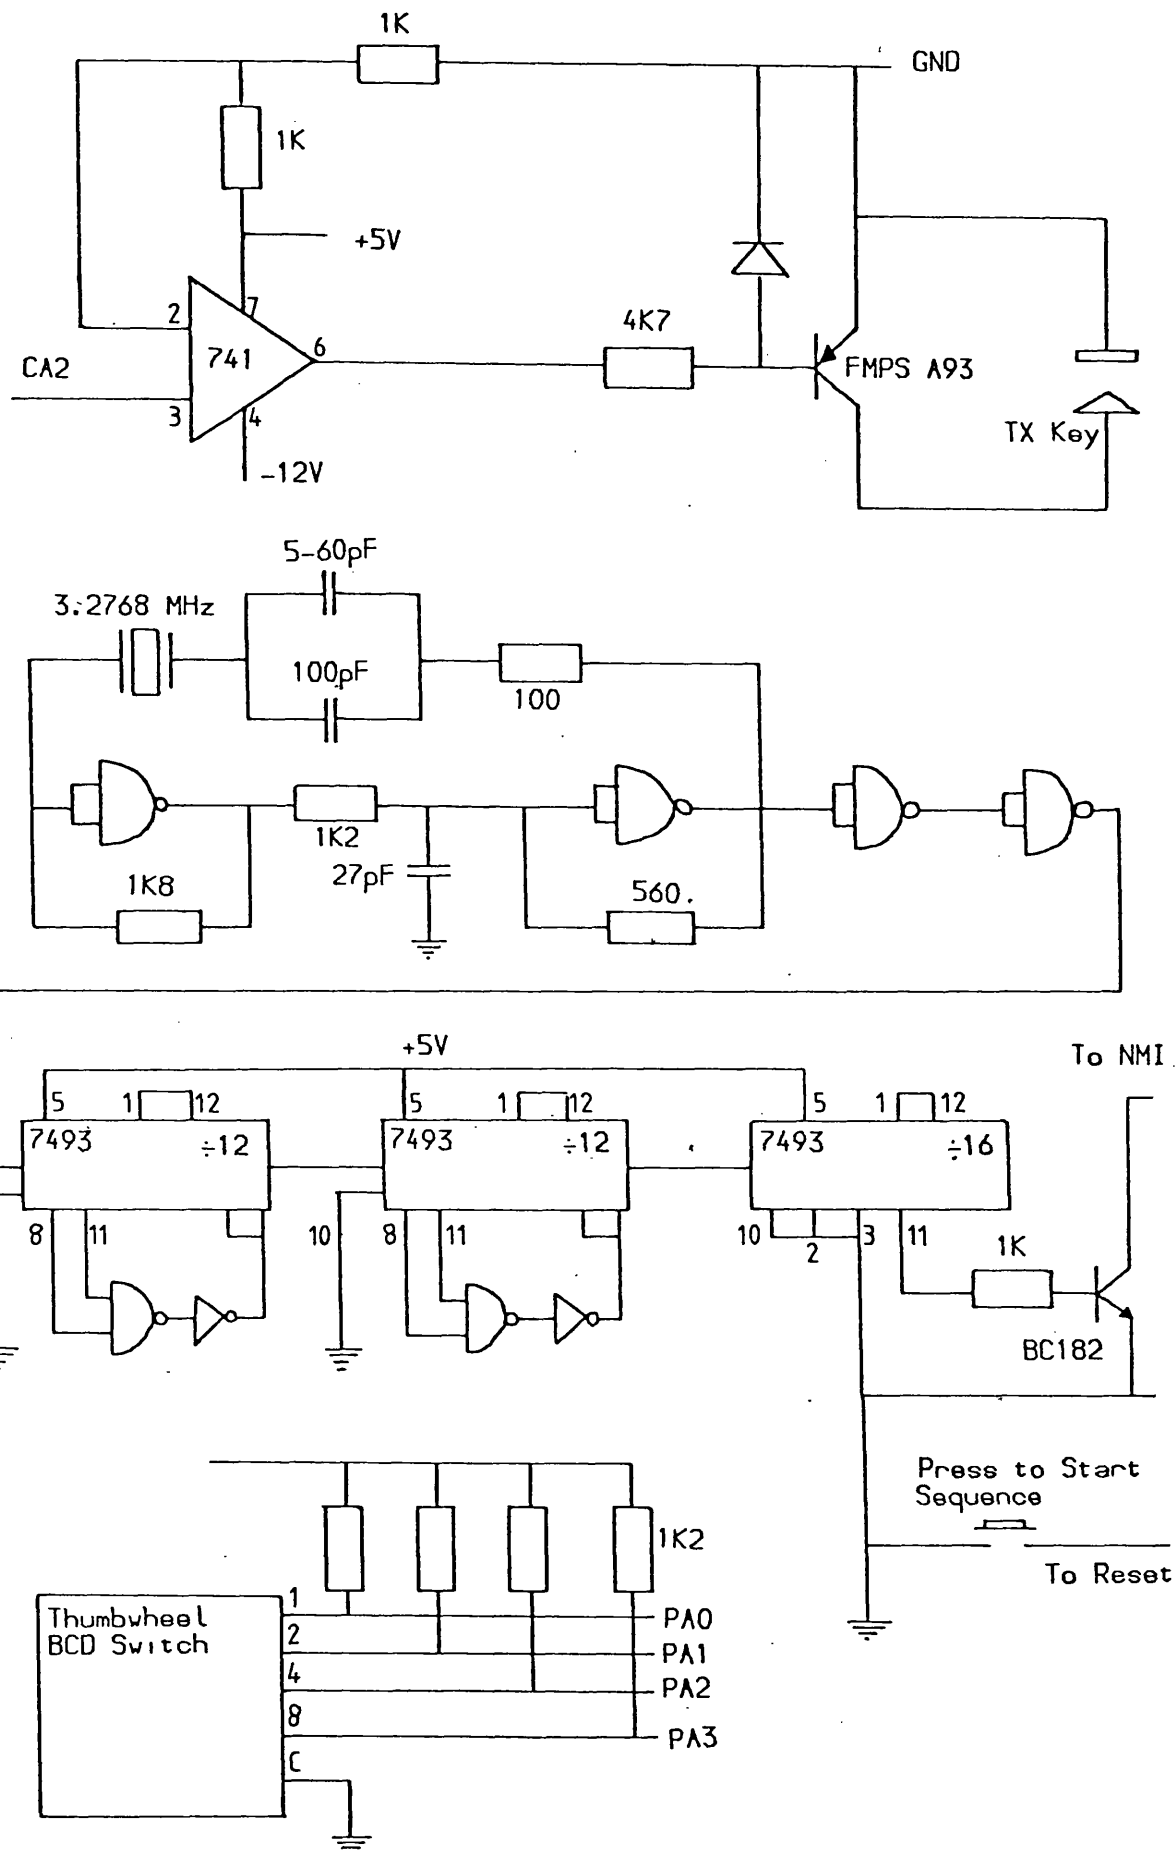 1K
GND
1K
+5V
2
7
741
6
4K7
CA2
3
4
FMPS A93
-12V
TX Key
5-60pF
3.2768 MHz
100pF
100
1K2
27pF
1K8
560.
+5V
To NMI
5
1
12
5
1
12
5
1
12
7493
÷12
7493
÷12
7493
÷16
8
11
10
8
11
10
2
3
11
1K
BC182
Press to Start
Sequence
1K2
To Reset
1
Thumbwheel
BCD Switch
PA0
2
PA1
4
PA2
8
PA3
C